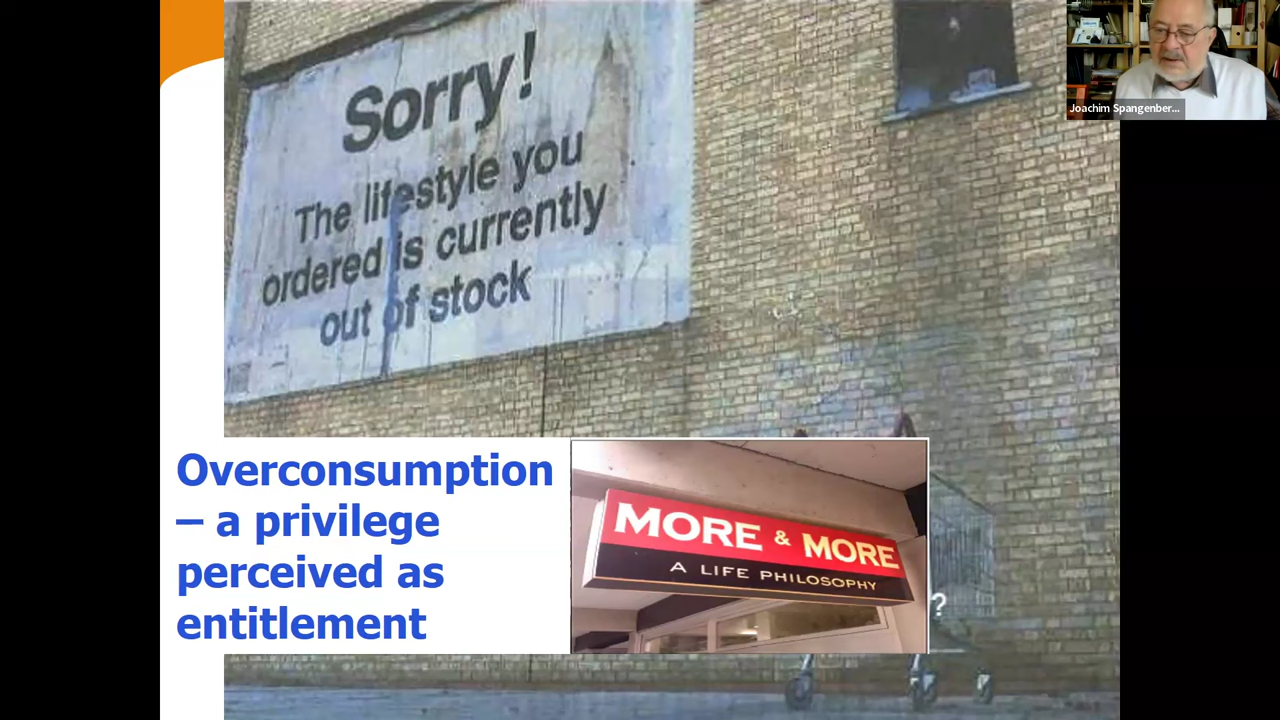 Sorry!
The lifestyle you
ordered is currently
out of stock
Joachim Spangenber...
Overconsumption
– a privilege
perceived as
entitlement
MORE & MORE
A LIFE PHILOSOPHY
?